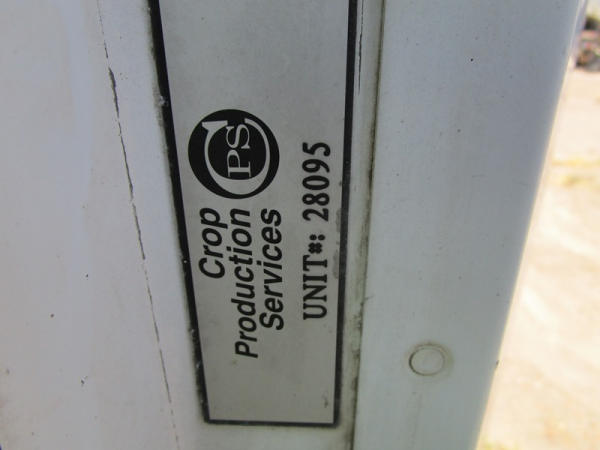 CPS
Crop
Production
Services
UNIT#: 28095